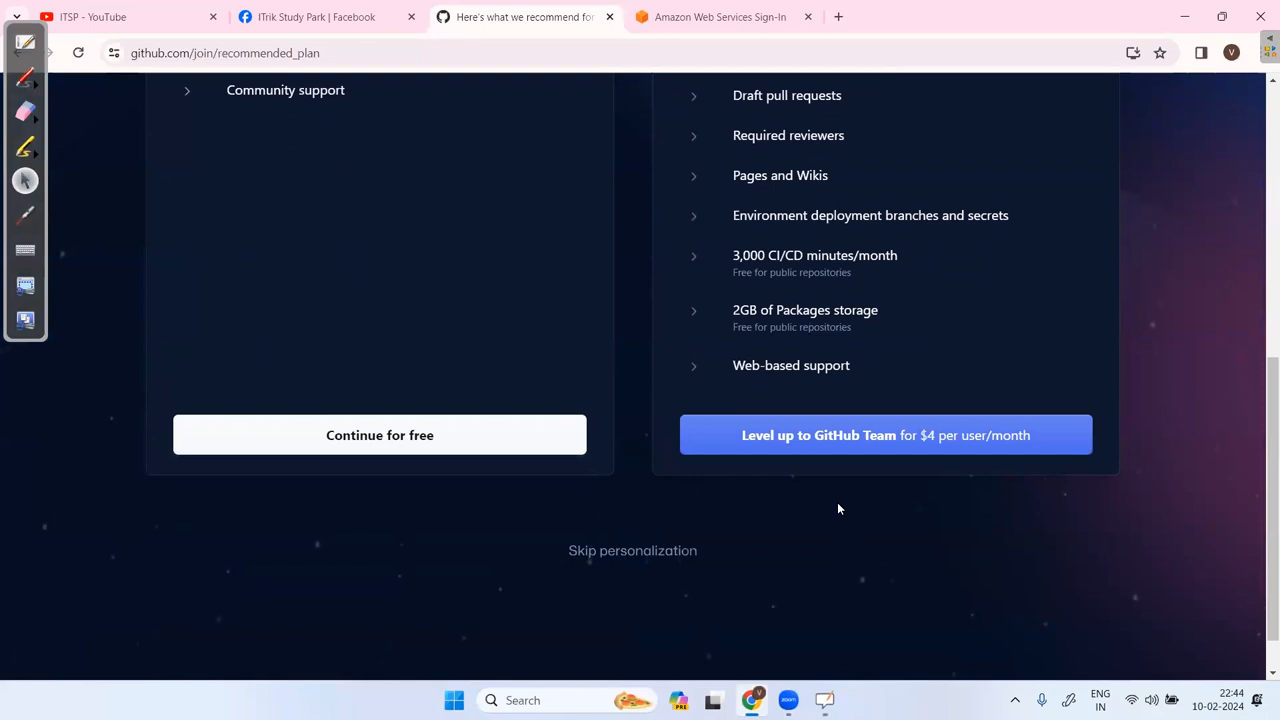 ITSP - YouTube
ITrik Study Park | Facebook
Here's what we recommend for
Amazon Web Services Sign-In
github.com/join/recommended_plan
V
Community support
Draft pull requests
Required reviewers
Pages and Wikis
Environment deployment branches and secrets
3,000 CI/CD minutes/month
Free for public repositories
2GB of Packages storage
Free for public repositories
Web-based support
Continue for free
Level up to GitHub Team for $4 per user/month
Skip personalization
Search
PRE
V
zoom
ENG
IN
22:44
10-02-2024